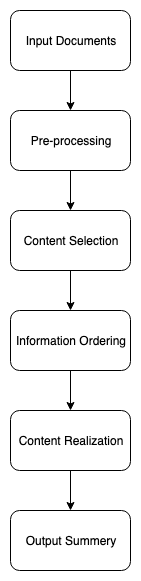 Input Documents
Pre-processing
Content Selection
Information Ordering
Content Realization
Output Summery